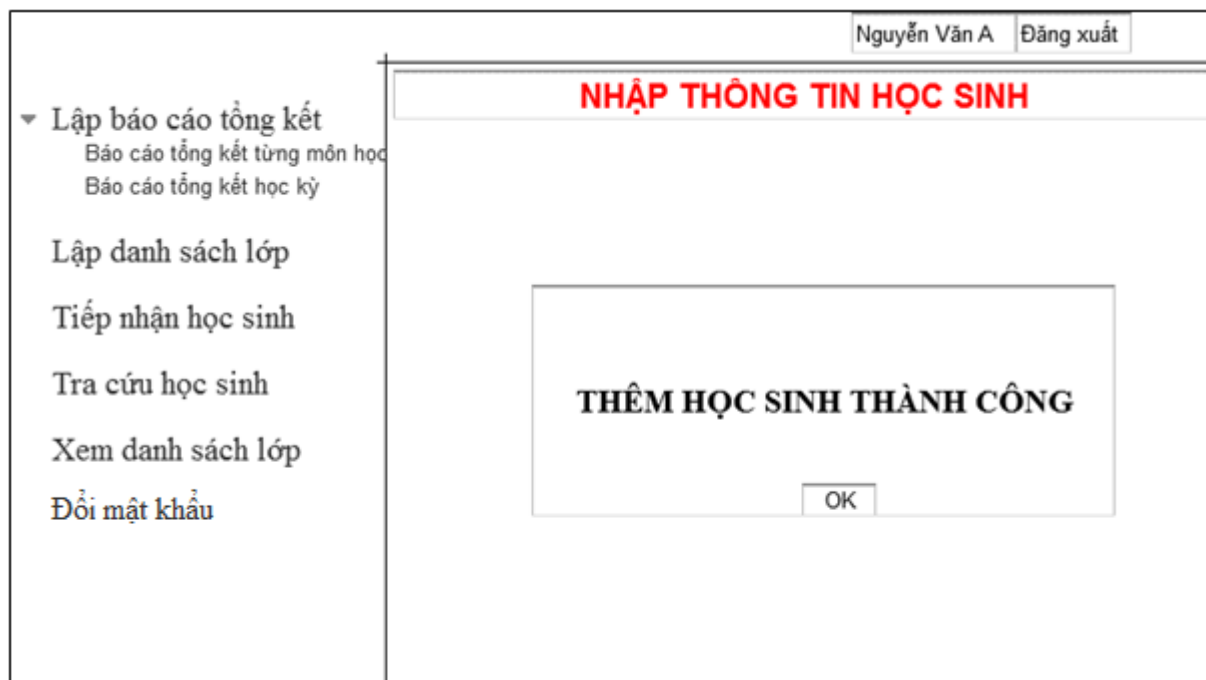 Nguyễn Văn A Đăng xuất
NHẬP THÔNG TIN HỌC SINH
Lập báo cáo tổng kết
Báo cáo tổng kết từng môn học
Báo cáo tổng kết học kỳ
Lập danh sách lớp
Tiếp nhận học sinh
Tra cứu học sinh
Xem danh sách lớp
Đổi mật khẩu
THÊM HỌC SINH THÀNH CÔNG
OK